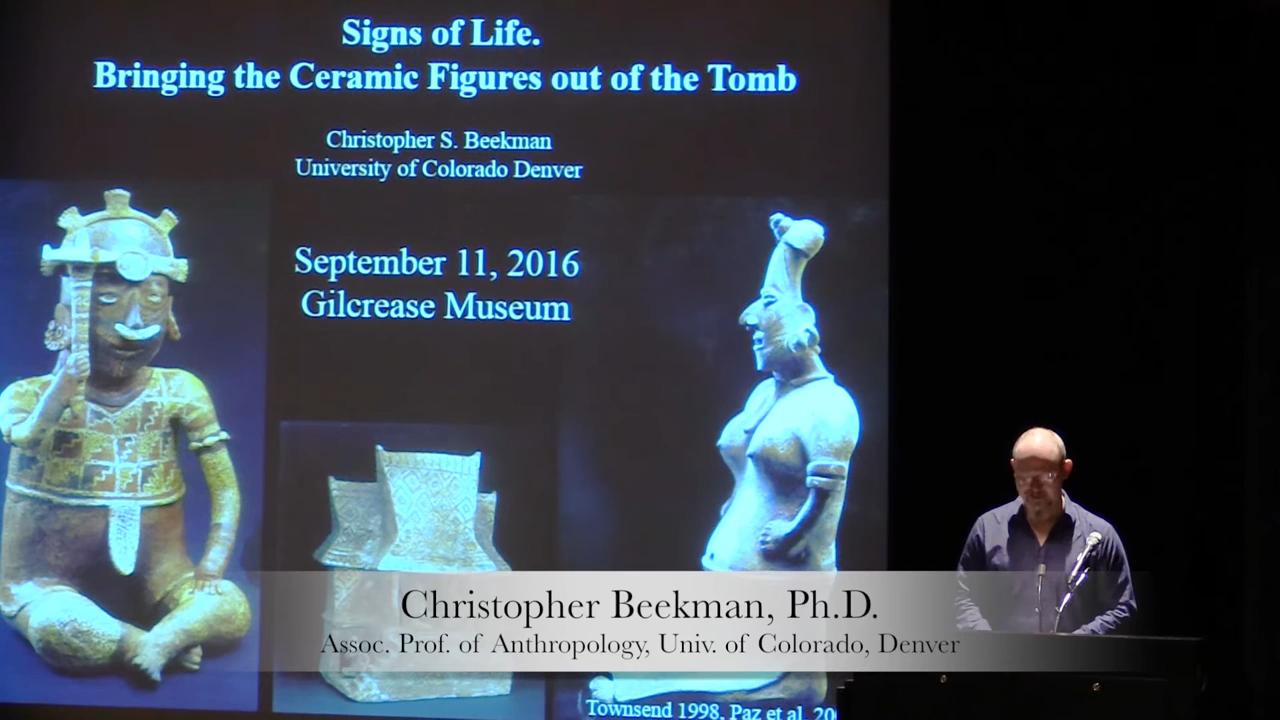 Signs of Life.
Bringing the Ceramic Figures out of the Tomb
Christopher S. Beekman
University of Colorado Denver
September 11, 2016
Gilcrease Museum
Christopher Beekman, Ph.D.
Assoc. Prof. of Anthropology, Univ. of Colorado, Denver
Townsend 1998, Paz et al. 20